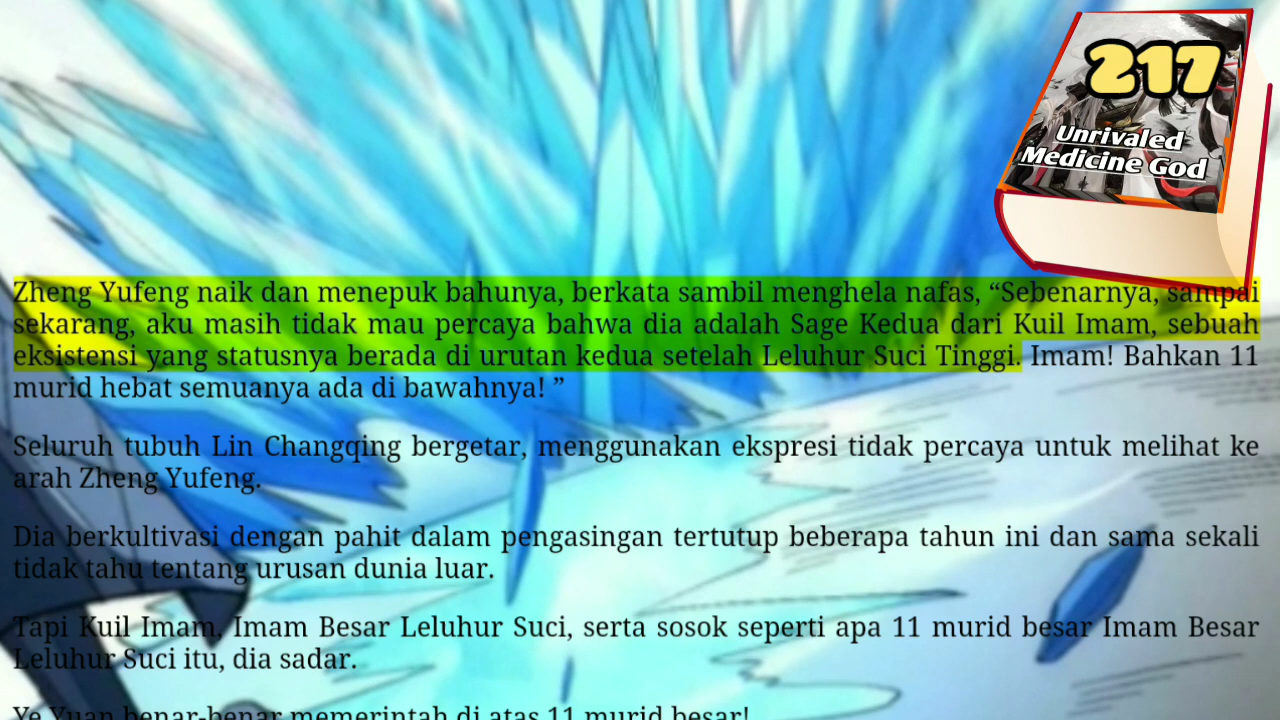 217
Unrivaled
Medicine God
Zheng Yufeng naik dan menepuk bahunya, berkata sambil menghela nafas, “Sebenarnya, sampai
sekarang, aku masih tidak mau percaya bahwa dia adalah Sage Kedua dari Kuil Imam, sebuah
eksistensi yang statusnya berada di urutan kedua setelah Leluhur Suci Tinggi. Imam! Bahkan 11
murid hebat semuanya ada di bawahnya! ”
Seluruh tubuh Lin Changqing bergetar, menggunakan ekspresi tidak percaya untuk melihat ke
arah Zheng Yufeng.
Dia berkultivasi dengan pahit dalam pengasingan tertutup beberapa tahun ini dan sama sekali
tidak tahu tentang urusan dunia luar.
Tapi Kuil Imam, Imam Besar Leluhur Suci, serta sosok seperti apa 11 murid besar Imam Besar
Leluhur Suci itu, dia sadar.
Ye Yuan benar-benar memerintah di atas 11 murid besar!